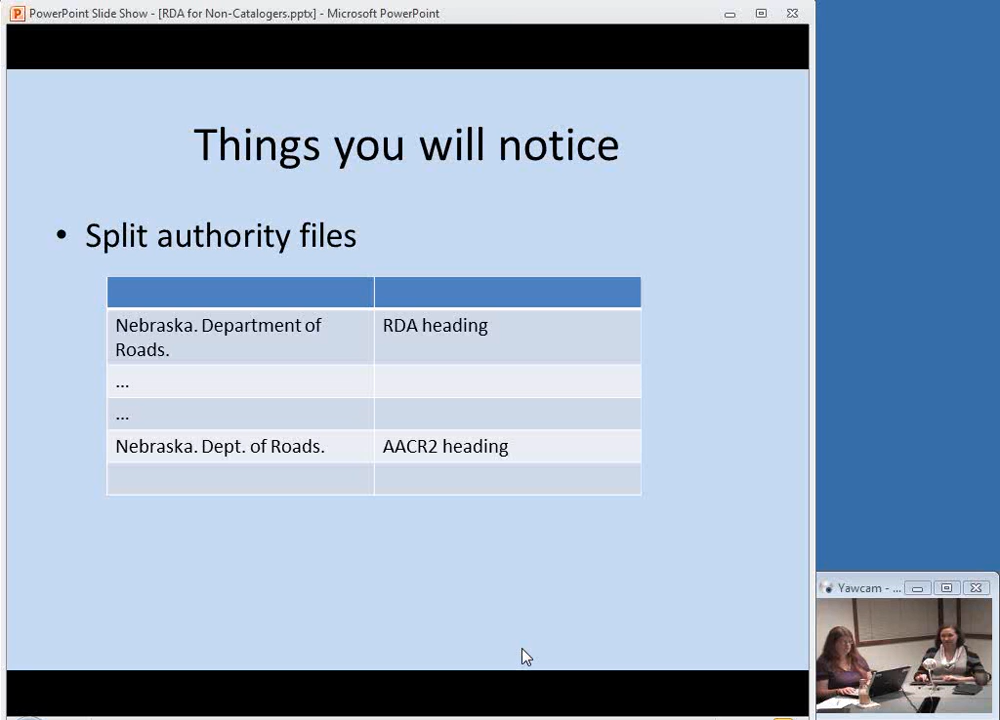 PowerPoint Slide Show - [RDA for Non-Catalogers.pptx] - Microsoft PowerPoint
Things you will notice
• Split authority files
Nebraska. Department of
Roads.
RDA heading
...
...
Nebraska. Dept. of Roads.
AACR2 heading
Yawcam - ...